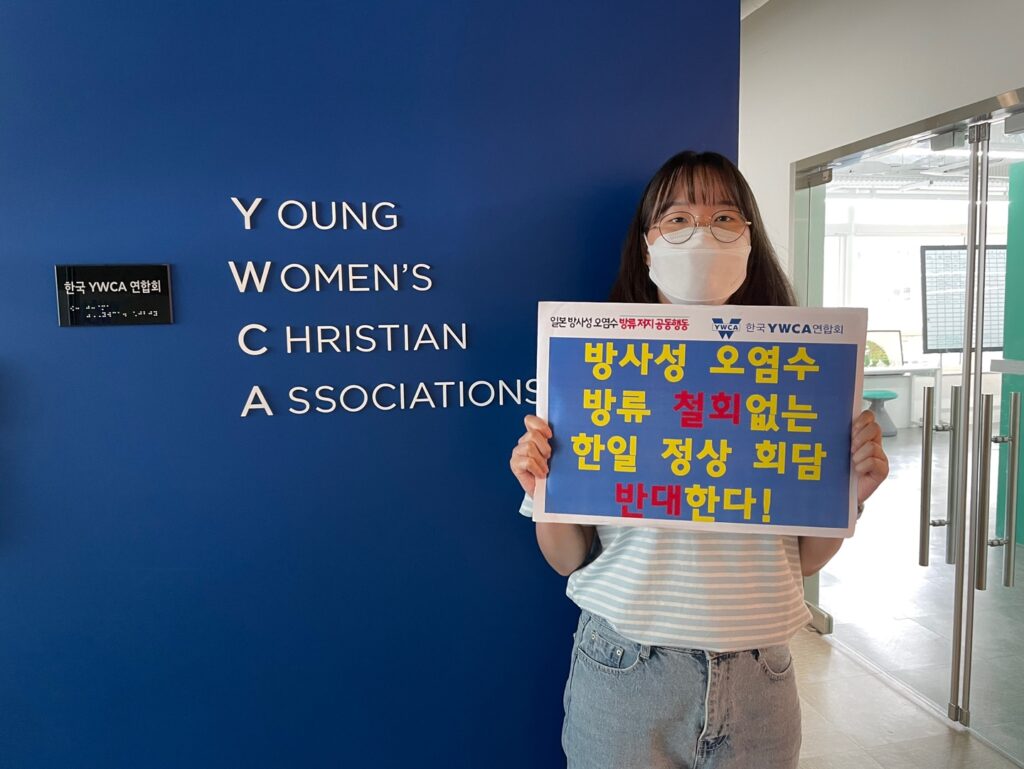 YOUNG
WOMEN'S
CHRISTIAN
ASSOCIATIONS
한국 YWCA 연합회
일본 방사성 오염수 방류 저지 공동행동
YWCA
한국 YWCA연합회
방사성 오염수
방류 철회없는
한일 정상 회담
반대한다!